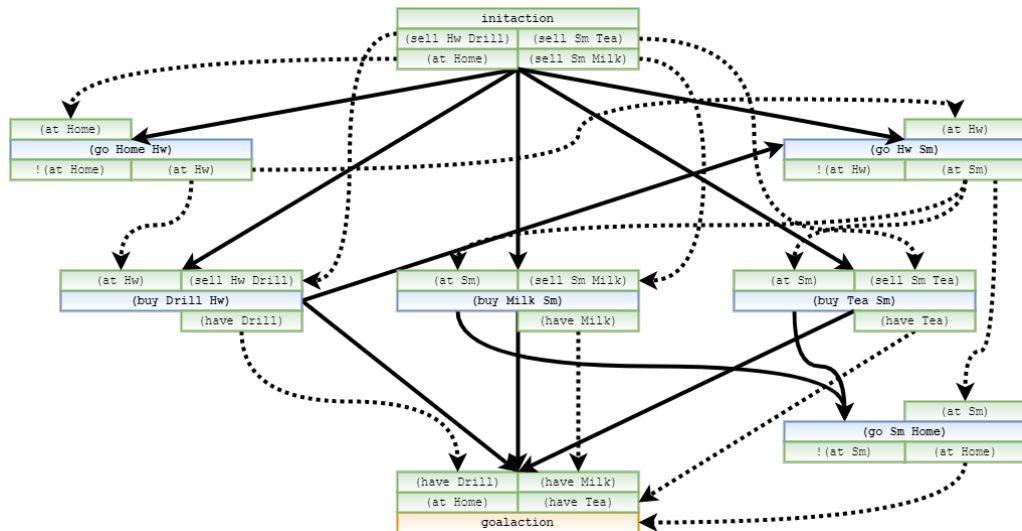 initaction
(sell Hw Drill) (sell Sm Tea)
(at Home) (sell Sm Milk)
(at Home)
(go Home Hw)
!(at Home) (at Hw)
(at Hw)
(go Hw Sm)
!(at Hw) (at Sm)
(at Hw) (sell Hw Drill)
(buy Drill Hw)
(have Drill)
(at Sm) (sell Sm Milk)
(buy Milk Sm)
(have Milk)
(at Sm) (sell Sm Tea)
(buy Tea Sm)
(have Tea)
(at Sm)
(go Sm Home)
!(at Sm) (at Home)
(have Drill) (have Milk)
(at Home) (have Tea)
goalaction